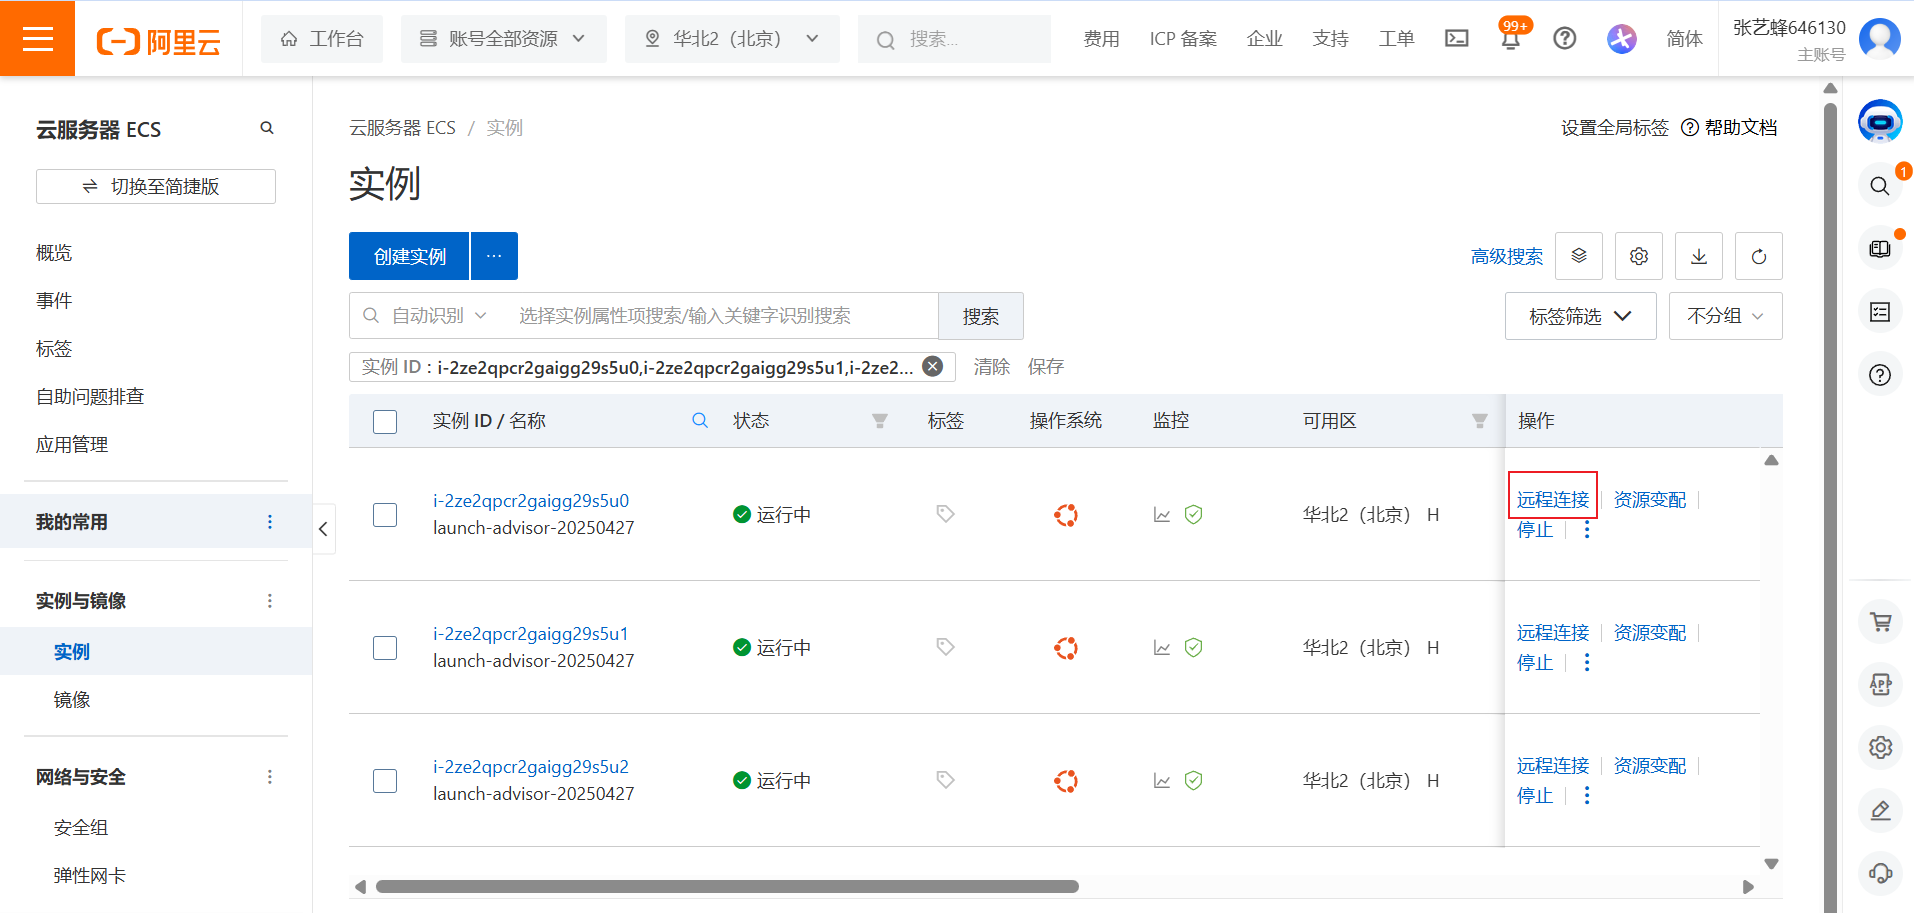 阿里云
工作台
账号全部资源
华北2（北京）
搜索...
费用
ICP 备案
企业
支持
工单
99+
简体
张艺蜂646130
主账号
云服务器 ECS
切换至简捷版
概览
事件
标签
自助问题排查
应用管理
我的常用
实例与镜像
实例
镜像
网络与安全
安全组
弹性网卡
云服务器 ECS / 实例
设置全局标签 帮助文档
实例
创建实例 ...
高级搜索
自动识别 选择实例属性项搜索/输入关键字识别搜索 搜索
标签筛选 不分组
实例 ID : i-2ze2qpcr2gaigg29s5u0,i-2ze2qpcr2gaigg29s5u1,i-2ze2... 清除 保存
实例 ID / 名称 状态 标签 操作系统 监控 可用区 操作
i-2ze2qpcr2gaigg29s5u0
launch-advisor-20250427
运行中
华北2（北京） H
远程连接 资源变配
停止
i-2ze2qpcr2gaigg29s5u1
launch-advisor-20250427
运行中
华北2（北京） H
远程连接 资源变配
停止
i-2ze2qpcr2gaigg29s5u2
launch-advisor-20250427
运行中
华北2（北京） H
远程连接 资源变配
停止
1
APP